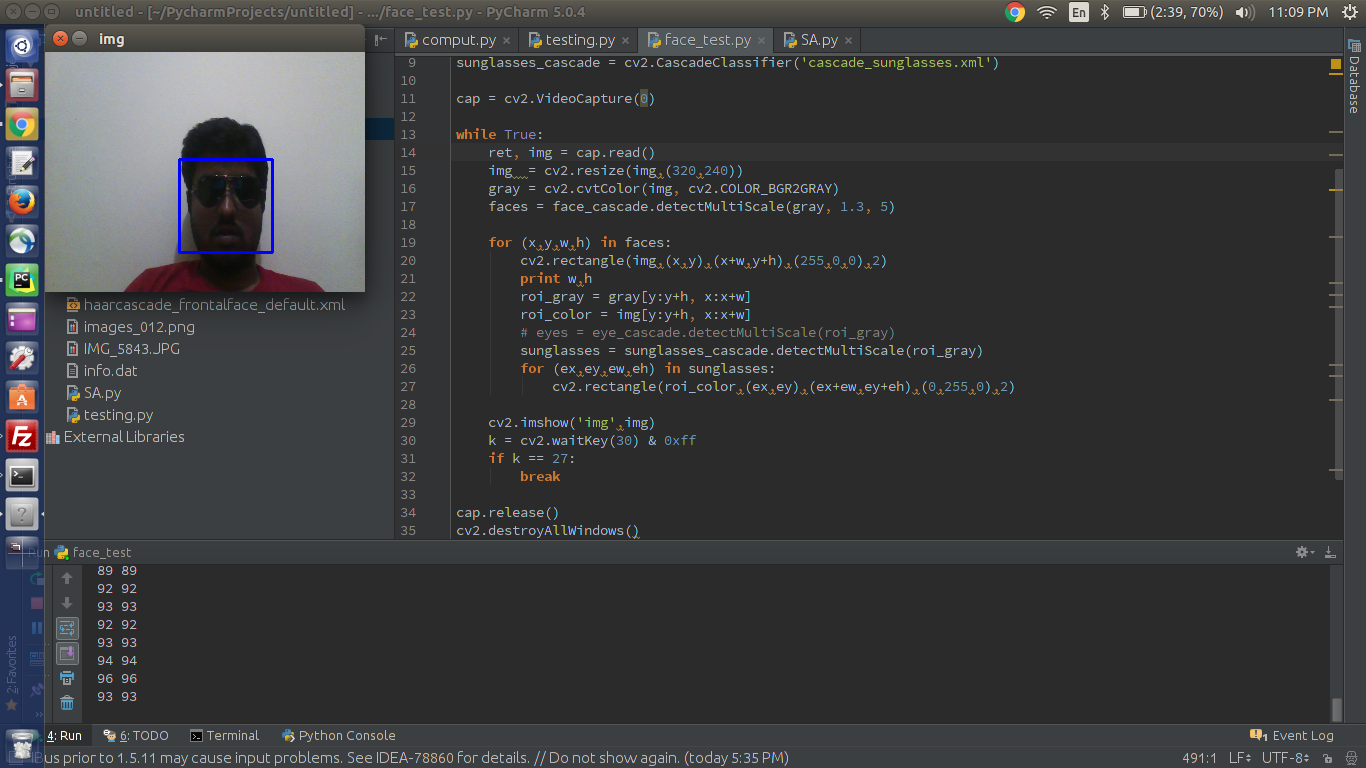 untitled - [~/PycharmProjects/untitled] - .../face_test.py - PyCharm 5.0.4
En (2:39, 70%) 11:09 PM
img
comput.py testing.py face_test.py SA.py
Database
9 sunglasses_cascade = cv2.CascadeClassifier('cascade_sunglasses.xml')
10
11 cap = cv2.VideoCapture(0)
12
13 while True:
14 ret, img = cap.read()
15 img = cv2.resize(img,(320,240))
16 gray = cv2.cvtColor(img, cv2.COLOR_BGR2GRAY)
17 faces = face_cascade.detectMultiScale(gray, 1.3, 5)
18
19 for (x,y,w,h) in faces:
20 cv2.rectangle(img,(x,y),(x+w,y+h),(255,0,0),2)
21 print w,h
22 roi_gray = gray[y:y+h, x:x+w]
23 roi_color = img[y:y+h, x:x+w]
24 # eyes = eye_cascade.detectMultiScale(roi_gray)
25 sunglasses = sunglasses_cascade.detectMultiScale(roi_gray)
26 for (ex,ey,ew,eh) in sunglasses:
27 cv2.rectangle(roi_color,(ex,ey),(ex+ew,ey+eh),(0,255,0),2)
28
29 cv2.imshow('img',img)
30 k = cv2.waitKey(30) & 0xff
31 if k == 27:
32 break
33
34 cap.release()
35 cv2.destroyAllWindows()
haarcascade_frontalface_default.xml
images_012.png
IMG_5843.JPG
info.dat
SA.py
testing.py
External Libraries
PC
Fz
face_test
89 89
92 92
93 93
92 92
93 93
94 94
96 96
93 93
2: Favorites
4: Run 6: TODO Terminal Python Console
1 Event Log
prior to 1.5.11 may cause input problems. See IDEA-78860 for details. // Do not show again. (today 5:35 PM)
491:1 LF UTF-8